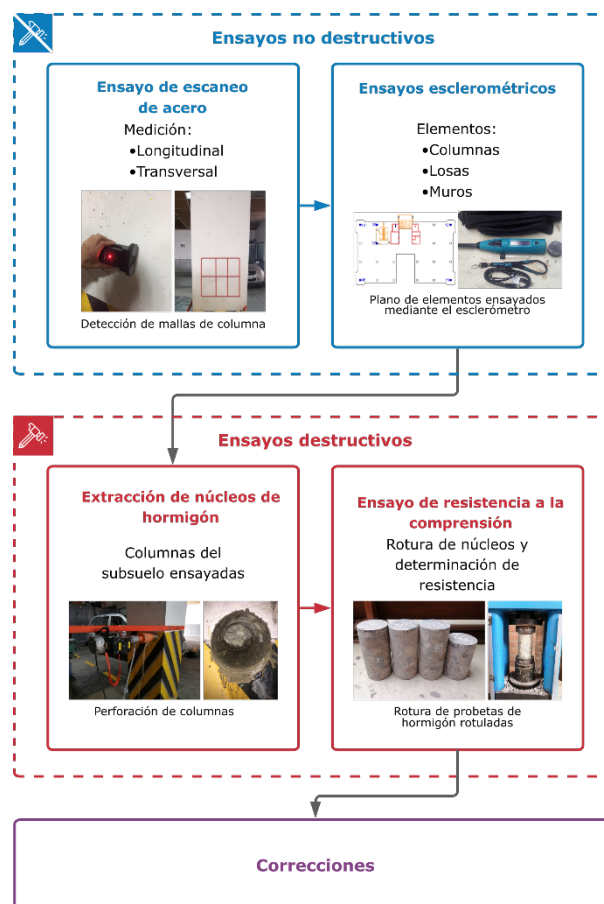 Ensayos no destructivos
Ensayo de escaneo
de acero
Medición:
•Longitudinal
•Transversal
Detección de mallas de columna
Ensayos esclerométricos
Elementos:
•Columnas
•Losas
•Muros
Plano de elementos ensayados
mediante el esclerómetro
Ensayos destructivos
Extracción de núcleos de
hormigón
Columnas del
subsuelo ensayadas
Perforación de columnas
Ensayo de resistencia a la
comprensión
Rotura de núcleos y
determinación de
resistencia
Rotura de probetas de
hormigón rotuladas
Correcciones